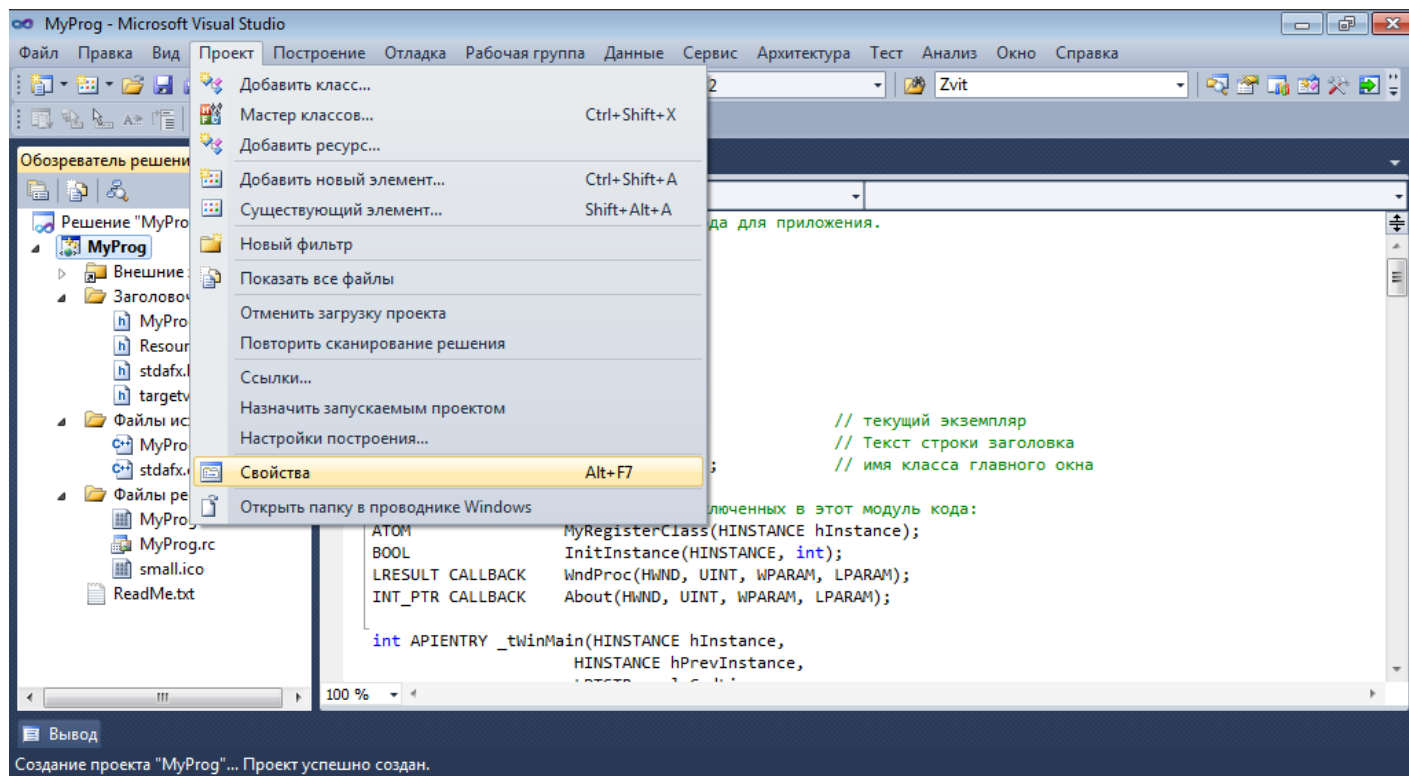 MyProg - Microsoft Visual Studio
Файл Правка Вид Проект Построение Отладка Рабочая группа Данные Сервис Архитектура Тест Анализ Окно Справка
2 Zvit
Добавить класс...
Мастер классов... Ctrl+Shift+X
Добавить ресурс...
Добавить новый элемент... Ctrl+Shift+A
Существующий элемент... Shift+Alt+A
Новый фильтр
Показать все файлы
Отменить загрузку проекта
Повторить сканирование решения
Ссылки...
Назначить запускаемым проектом
Настройки построения...
Свойства Alt+F7
Открыть папку в проводнике Windows
Обозреватель решени
Решение "MyPro
MyProg
Внешние
Заголовоч
MyPro
Resour
stdafx.
targetv
Файлы ис
MyPro
stdafx.
Файлы ре
MyProg
MyProg.rc
small.ico
ReadMe.txt
да для приложения.
// текущий экземпляр
// Текст строки заголовка
; // имя класса главного окна
люченных в этот модуль кода:
ATOM MyRegisterClass(HINSTANCE hInstance);
BOOL InitInstance(HINSTANCE, int);
LRESULT CALLBACK WndProc(HWND, UINT, WPARAM, LPARAM);
INT_PTR CALLBACK About(HWND, UINT, WPARAM, LPARAM);
int APIENTRY _tWinMain(HINSTANCE hInstance,
HINSTANCE hPrevInstance,
100 %
Вывод
Создание проекта "MyProg"... Проект успешно создан.